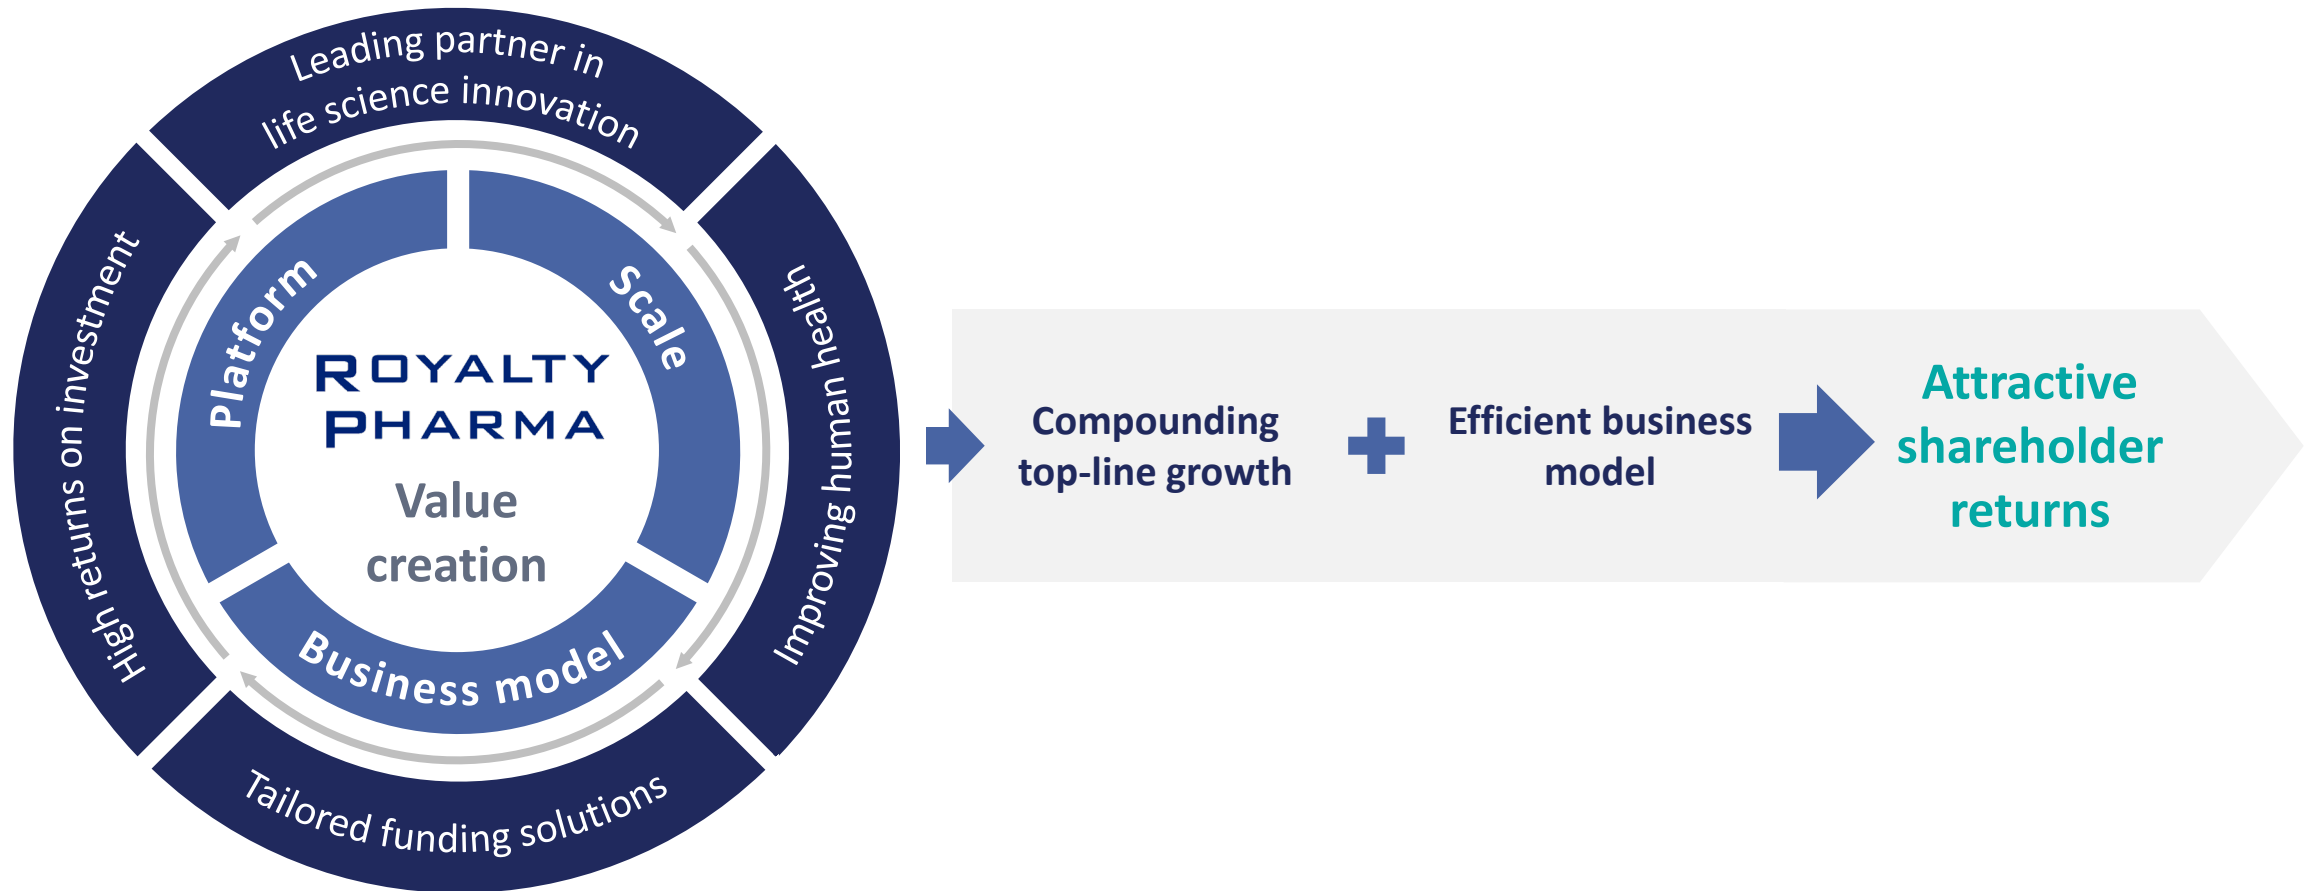 Leading partner in
life science innovation
Improving human health
Tailored funding solutions
High returns on investment
Platform
Scale
Business model
ROYALTY
PHARMA
Value
creation
Compounding
top-line growth
Efficient business
model
Attractive
shareholder
returns